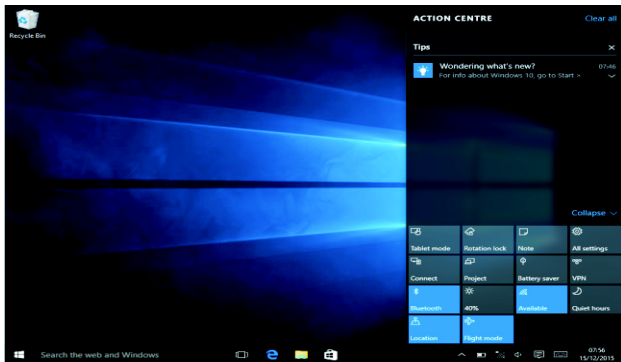 Recycle Bin
ACTION CENTRE Clear all
Tips
Wondering what's new? 07:46
For info about Windows 10, go to Start >
Collapse
Tablet mode Rotation lock Note All settings
Connect Project Battery saver VPN
Bluetooth 40% Available Quiet hours
Location Flight mode
Search the web and Windows
07:56
15/12/2015